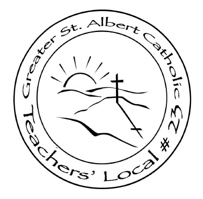 Greater St. Albert Catholic
Teachers' Local # 23